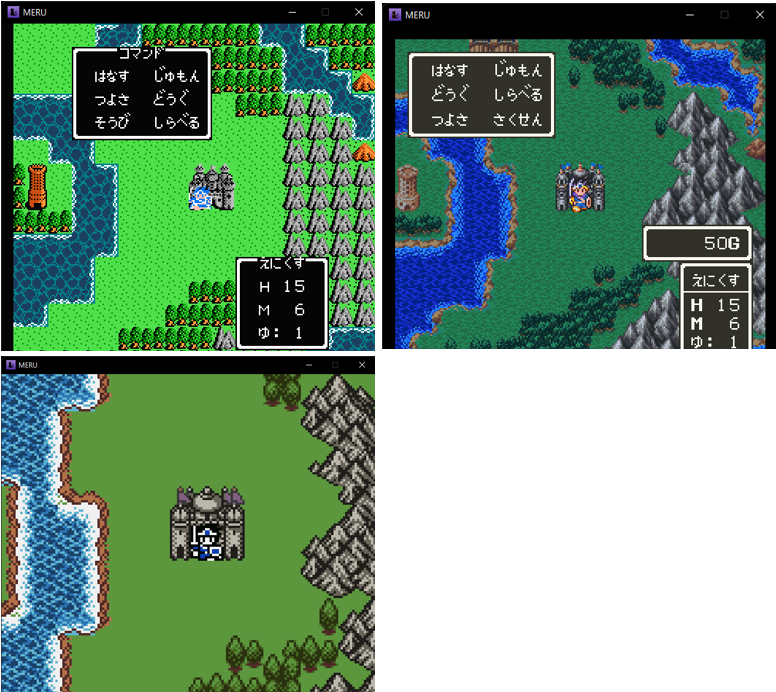 MERU
コマンド
はなす じゅもん
つよさ どうぐ
そうび しらべる
えにくす
H 15
M 6
ゆ: 1
MERU
はなす じゅもん
どうぐ しらべる
つよさ さくせん
50G
えにくす
H 15
M 6
ゆ: 1
MERU